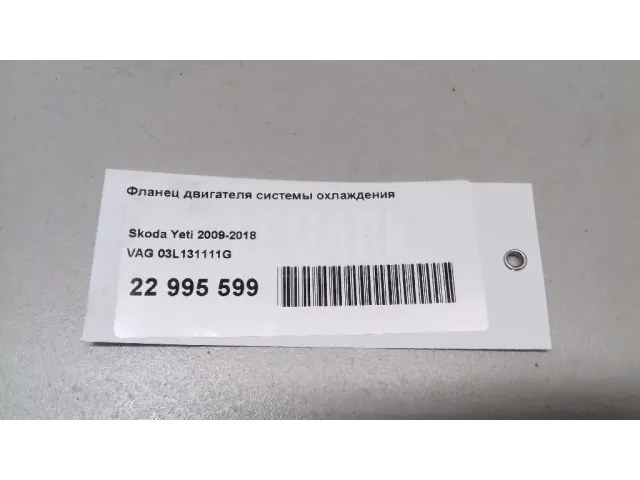 Фланец двигателя системы охлаждения
Skoda Yeti 2009-2018
VAG 03L131111G
22 995 599